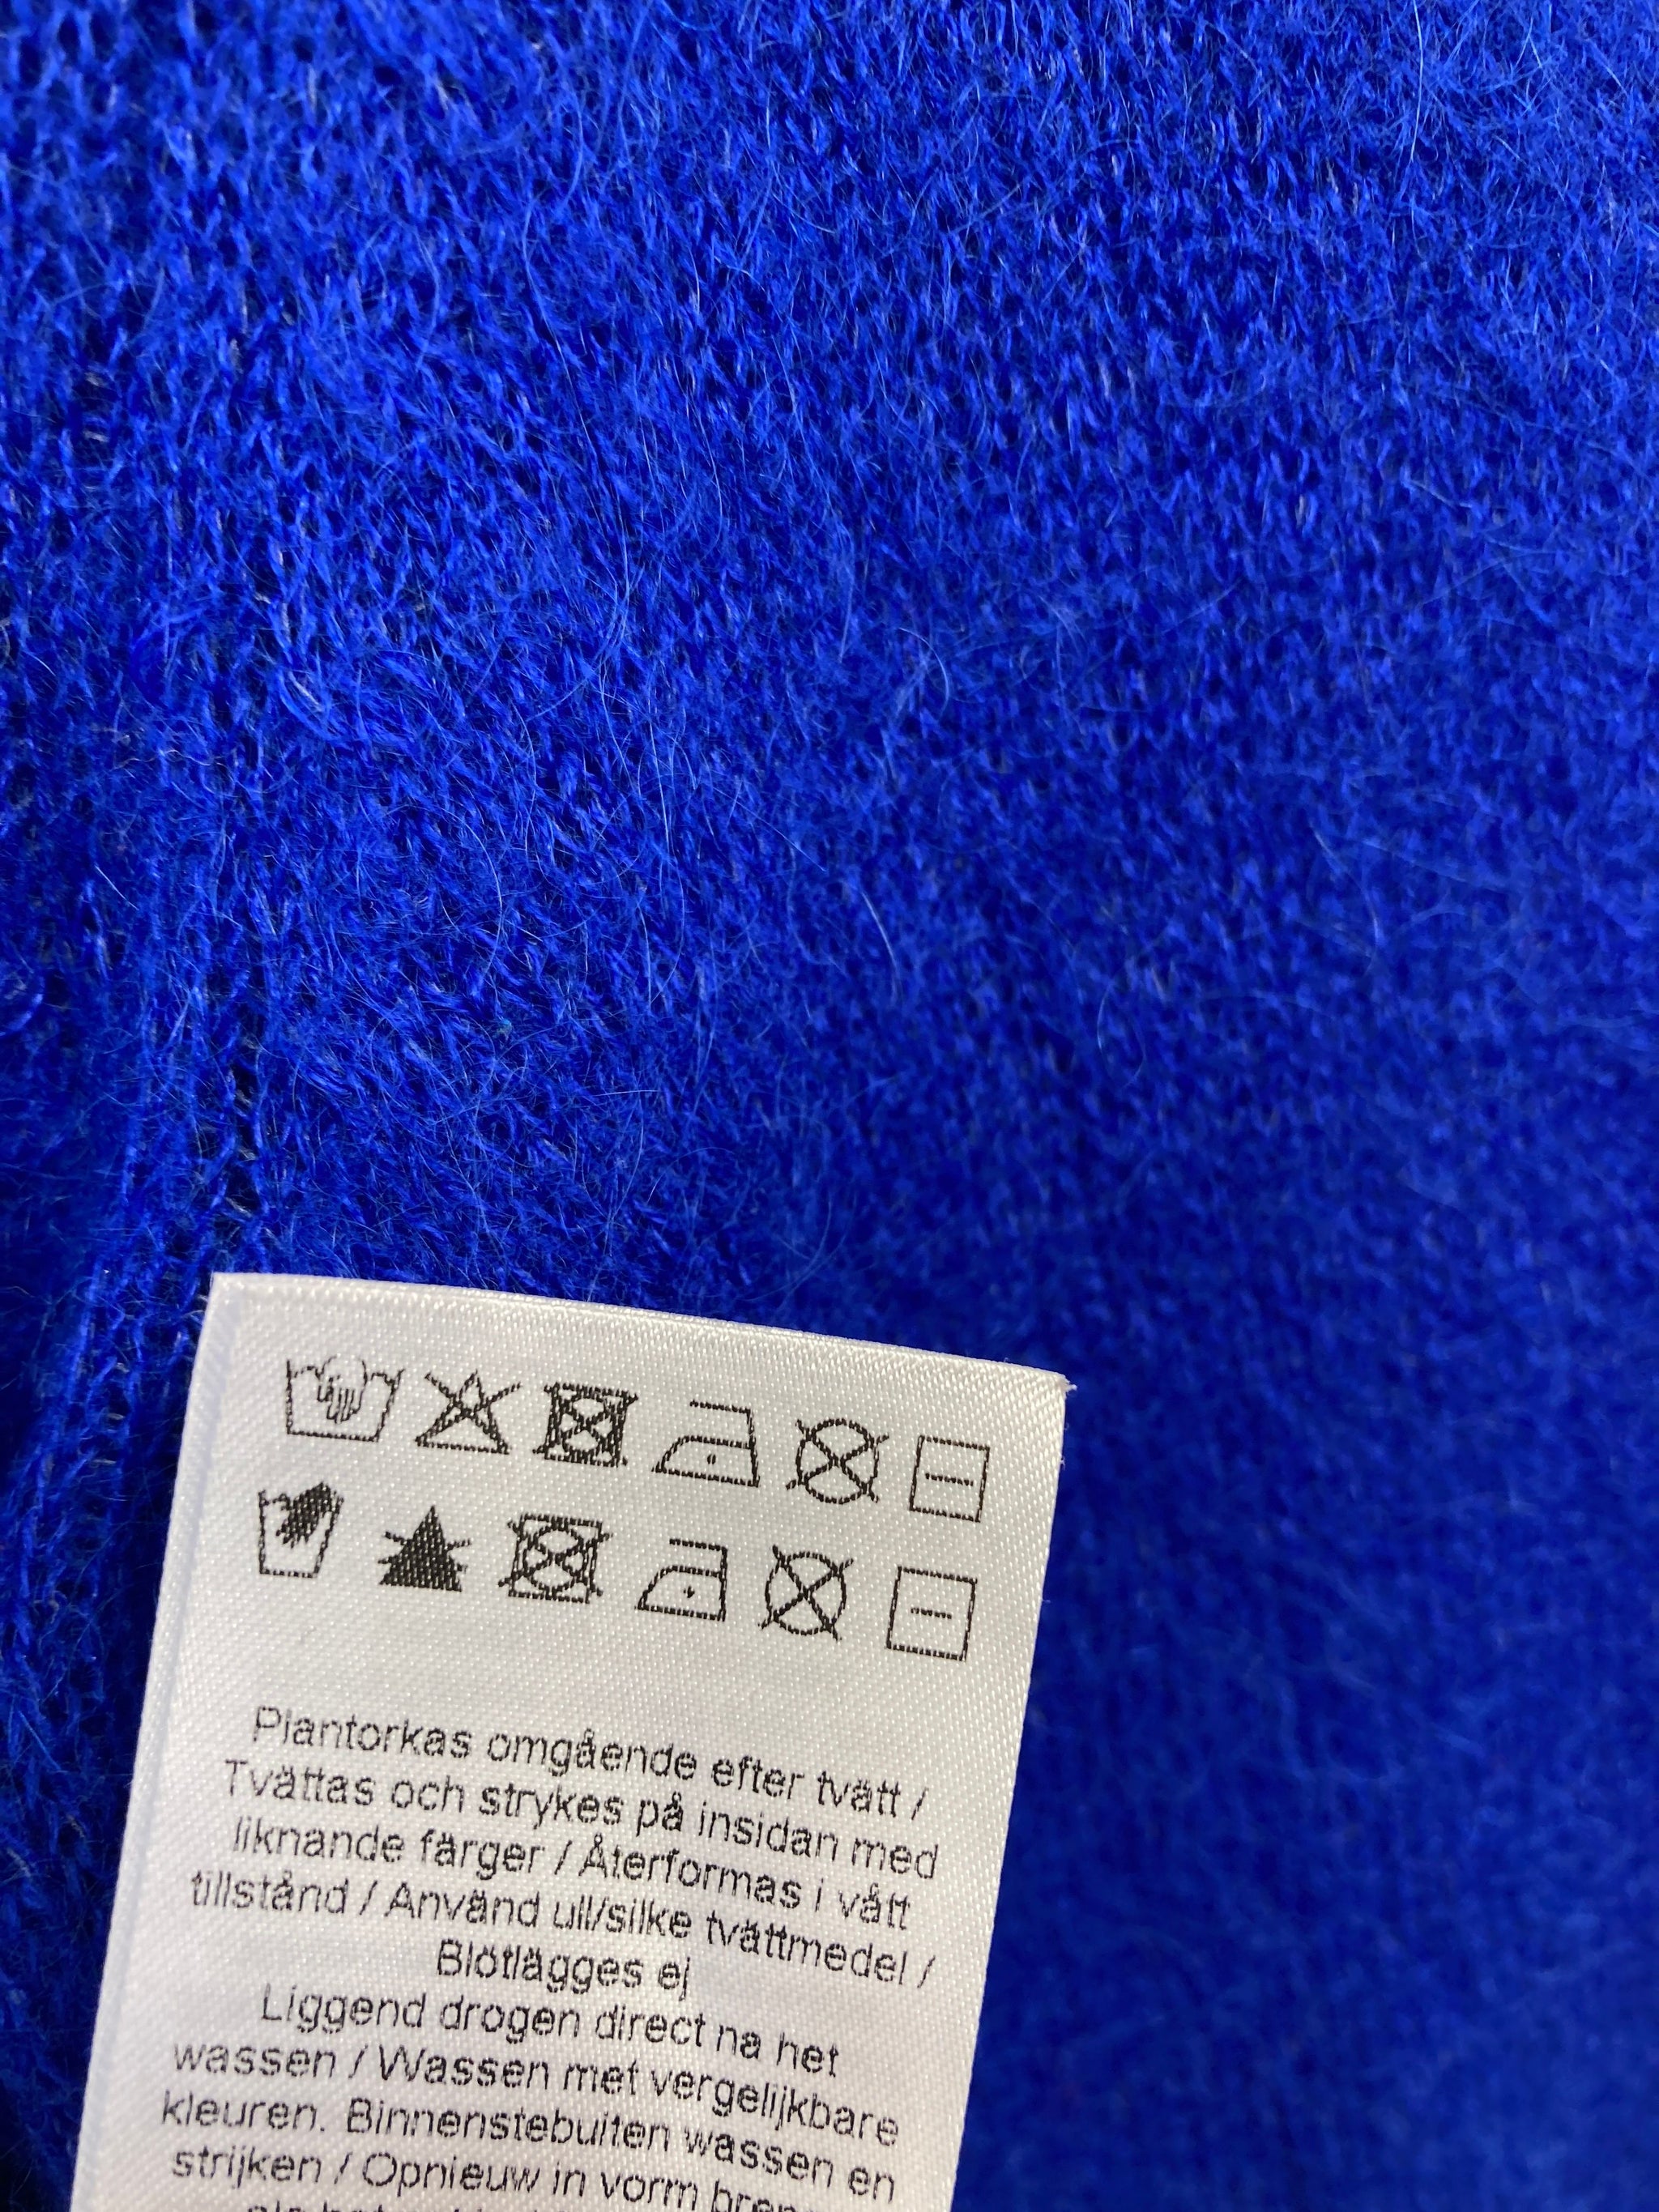 Plantorkas omgående efter tvätt /
Tvättas och strykes på insidan med
liknande färger / Återformas i vått
tillstånd / Använd ull/silke tvättmedel /
Blötlägges ej
Liggend drogen direct na het
wassen / Wassen met vergelijkbare
kleuren. Binnenstebuiten wassen en
strijken / Opnieuw in vorm